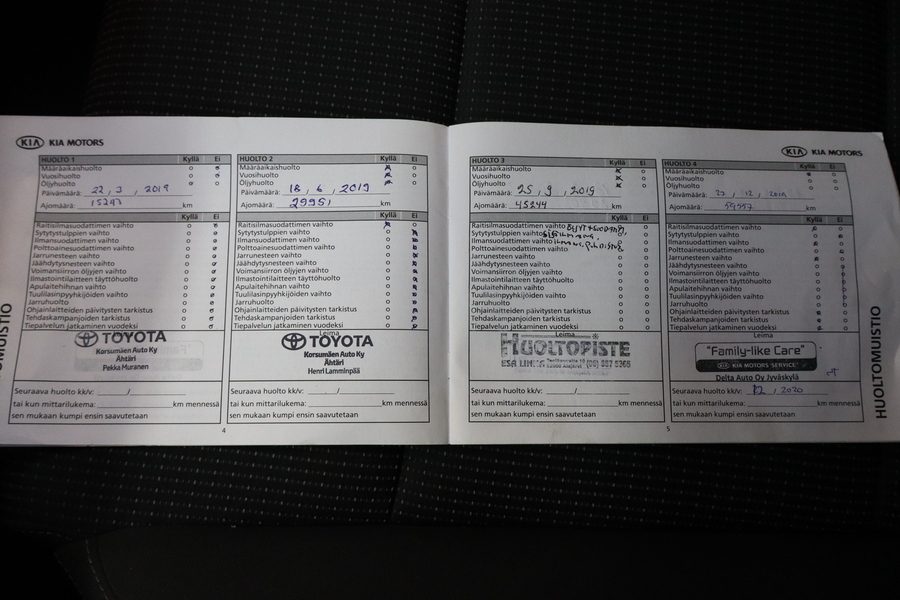 KIA KIA MOTORS
HUOLTO 1 Kyllä Ei
Määräaikaishuolto
Vuosihuolto
Öljyhuolto
Päivämäärä: 22, 3, 2019
Ajomäärä: 15297 km
Kyllä Ei
Raitisilmasuodattimen vaihto
Sytytystulppien vaihto
Ilmansuodattimen vaihto
Polttoainesuodattimen vaihto
Jarrunesteen vaihto
Jäähdytysnesteen vaihto
Voimansiirron öljyjen vaihto
Ilmastointilaitteen täyttöhuolto
Apulaitehihnan vaihto
Tuulilasinpyyhkijöiden vaihto
Jarruhuolto
Ohjainlaitteiden päivitysten tarkistus
Tehdaskampanjoiden tarkistus
Tiepalvelun jatkaminen vuodeksi
TOYOTA
Korsumäen Auto Ky
Ähtäri
Pekka Muranen
Seuraava huolto kk/v: /
tai kun mittarilukema: km mennessä
sen mukaan kumpi ensin saavutetaan
4
HUOLTO 2 Kyllä Ei
Määräaikaishuolto
Vuosihuolto
Öljyhuolto
Päivämäärä: 18, 6, 2019
Ajomäärä: 29951 km
Kyllä Ei
Raitisilmasuodattimen vaihto
Sytytystulppien vaihto
Ilmansuodattimen vaihto
Polttoainesuodattimen vaihto
Jarrunesteen vaihto
Jäähdytysnesteen vaihto
Voimansiirron öljyjen vaihto
Ilmastointilaitteen täyttöhuolto
Apulaitehihnan vaihto
Tuulilasinpyyhkijöiden vaihto
Jarruhuolto
Ohjainlaitteiden päivitysten tarkistus
Tehdaskampanjoiden tarkistus
Tiepalvelun jatkaminen vuodeksi
Leima
TOYOTA
Korsumäen Auto Ky
Ähtäri
Henri Lamminpää
Seuraava huolto kk/v: /
tai kun mittarilukema: km mennessä
sen mukaan kumpi ensin saavutetaan
HUOLTO 3 Kyllä Ei
Määräaikaishuolto
Vuosihuolto
Öljyhuolto
Päivämäärä: 25, 9, 2019
Ajomäärä: 45244 km
Kyllä Ei
Raitisilmasuodattimen vaihto
Sytytystulppien vaihto
Ilmansuodattimen vaihto
Polttoainesuodattimen vaihto
Jarrunesteen vaihto
Jäähdytysnesteen vaihto
Voimansiirron öljyjen vaihto
Ilmastointilaitteen täyttöhuolto
Apulaitehihnan vaihto
Tuulilasinpyyhkijöiden vaihto
Jarruhuolto
Ohjainlaitteiden päivitysten tarkistus
Tehdaskampanjoiden tarkistus
Tiepalvelun jatkaminen vuodeksi
Leima
HUOLTOPISTE
Seuraava huolto kk/v: /
tai kun mittarilukema: km mennessä
sen mukaan kumpi ensin saavutetaan
5
KIA KIA MOTORS
HUOLTO 4 Kyllä Ei
Määräaikaishuolto
Vuosihuolto
Öljyhuolto
Päivämäärä: 12, 2019
Ajomäärä: 59557 km
Kyllä Ei
Raitisilmasuodattimen vaihto
Sytytystulppien vaihto
Ilmansuodattimen vaihto
Polttoainesuodattimen vaihto
Jarrunesteen vaihto
Jäähdytysnesteen vaihto
Voimansiirron öljyjen vaihto
Ilmastointilaitteen täyttöhuolto
Apulaitehihnan vaihto
Tuulilasinpyyhkijöiden vaihto
Jarruhuolto
Ohjainlaitteiden päivitysten tarkistus
Tehdaskampanjoiden tarkistus
Tiepalvelun jatkaminen vuodeksi
Leima
"Family-like Care"
KIA MOTORS SERVICE
Delta Auto Oy Jyväskylä
Seuraava huolto kk/v: 12, 2020
tai kun mittarilukema: km mennessä
sen mukaan kumpi ensin saavutetaan
HUOLTOMUISTIO